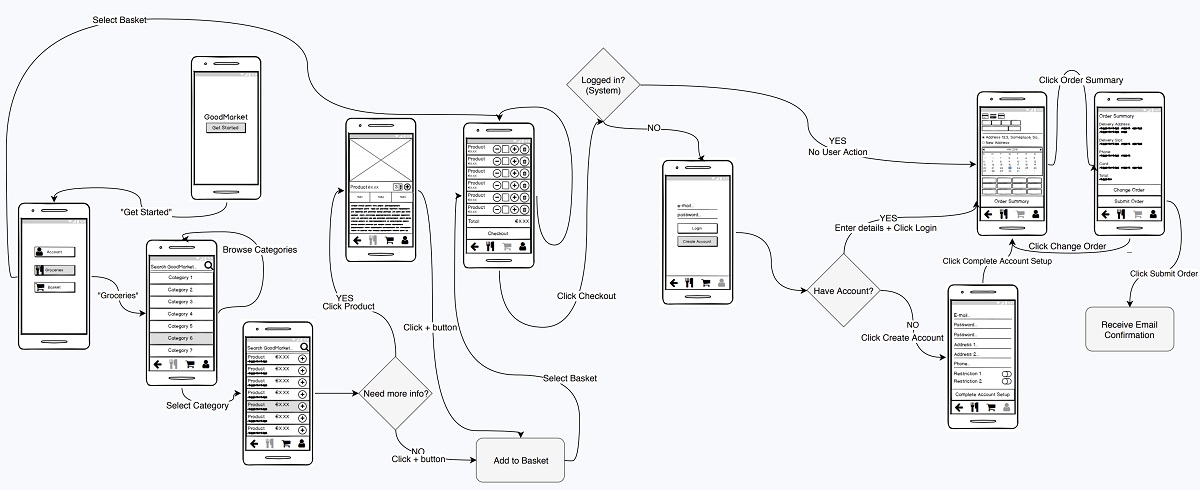 Select Basket
GoodMarket
Get Started
"Get Started"
Account
Groceries
Basket
"Groceries"
Browse Categories
Search GoodMarket...
Category 1
Category 2
Category 3
Category 4
Category 5
Category 6
Category 7
Select Category
Search GoodMarket...
Product €X.XX
Product €X.XX
Product €X.XX
Product €X.XX
Product €X.XX
Product €X.XX
Product €X.XX
YES
Click Product
Need more info?
NO
Click + button
Product €X.XX
Click + button
Add to Basket
Select Basket
Product
€X.XX
Product
€X.XX
Product
€X.XX
Product
€X.XX
Product
€X.XX
Product
€X.XX
Total: €X.XX
Checkout
Click Checkout
Logged in?
(System)
NO
YES
No User Action
e-mail...
password...
Login
Create Account
Have Account?
YES
Enter details + Click Login
NO
Click Create Account
E-mail...
Password...
Password...
Address 1...
Address 2...
Phone...
Restriction 1
Restriction 2
Complete Account Setup
Click Complete Account Setup
Address 123, Someplace, So...
New Address
Order Summary
Click Order Summary
Order Summary
Delivery Address:
Delivery Slot:
Phone:
Card:
Total:
Change Order
Submit Order
Click Change Order
Click Submit Order
Receive Email
Confirmation